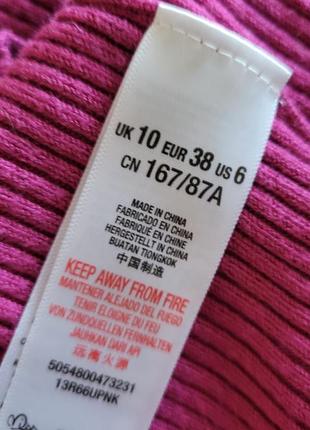 UK 10 EUR 38 US 6
CN 167/87A
MADE IN CHINA
FABRICADO EN CHINA
FABRIQUÉ EN CHINE
HERGESTELLT IN CHINA
BUATAN TIONGKOK
中国制造
KEEP AWAY FROM FIRE
MANTENER ALEJADO DEL FUEGO
TENIR ELOIGNE DU FEU
VON ZUNDQUELLEN FERNHALTEN
JAUHKAN DARI API
远离火源
5054800473231
13R66UPNK